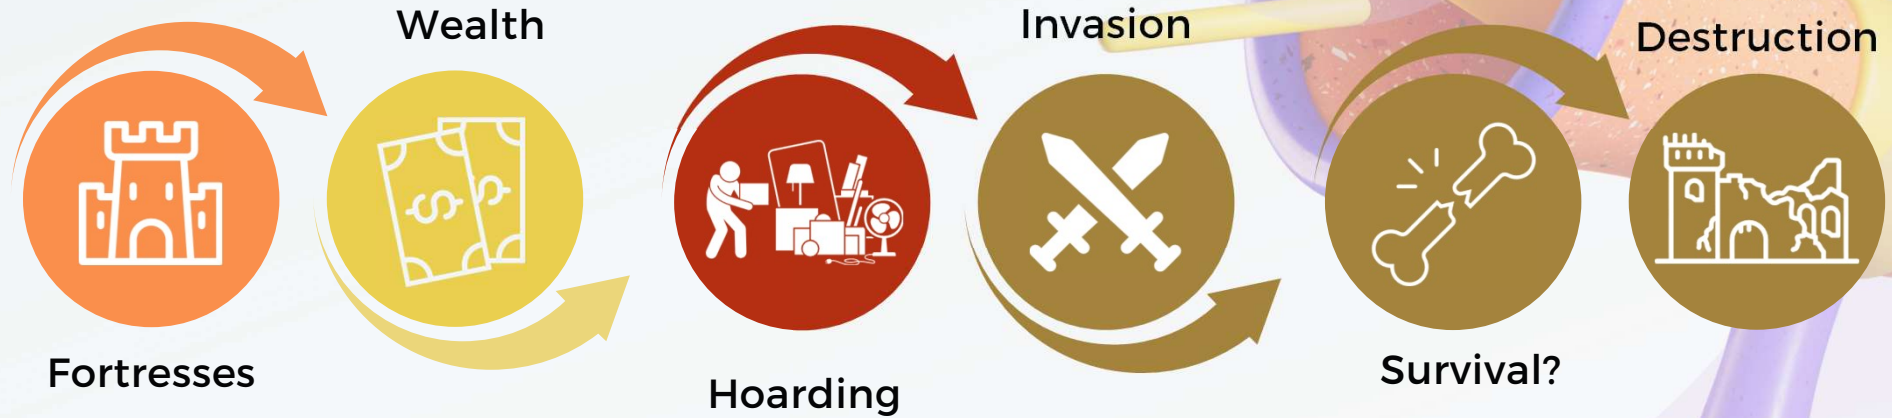 Wealth
Invasion
Destruction
$ $
Fortresses
Hoarding
Survival?